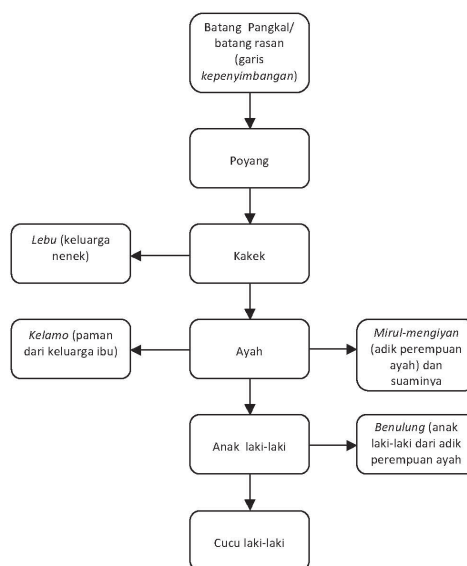 Batang Pangkal/
batang rasan
(garis
kepenyimbangan)
Poyang
Lebu (keluarga
nenek)
Kakek
Kelamo (paman
dari keluarga ibu)
Ayah
Mirul-mengiyan
(adik perempuan
ayah) dan
suaminya
Anak laki-laki
Benulung (anak
laki-laki dari adik
perempuan ayah
Cucu laki-laki